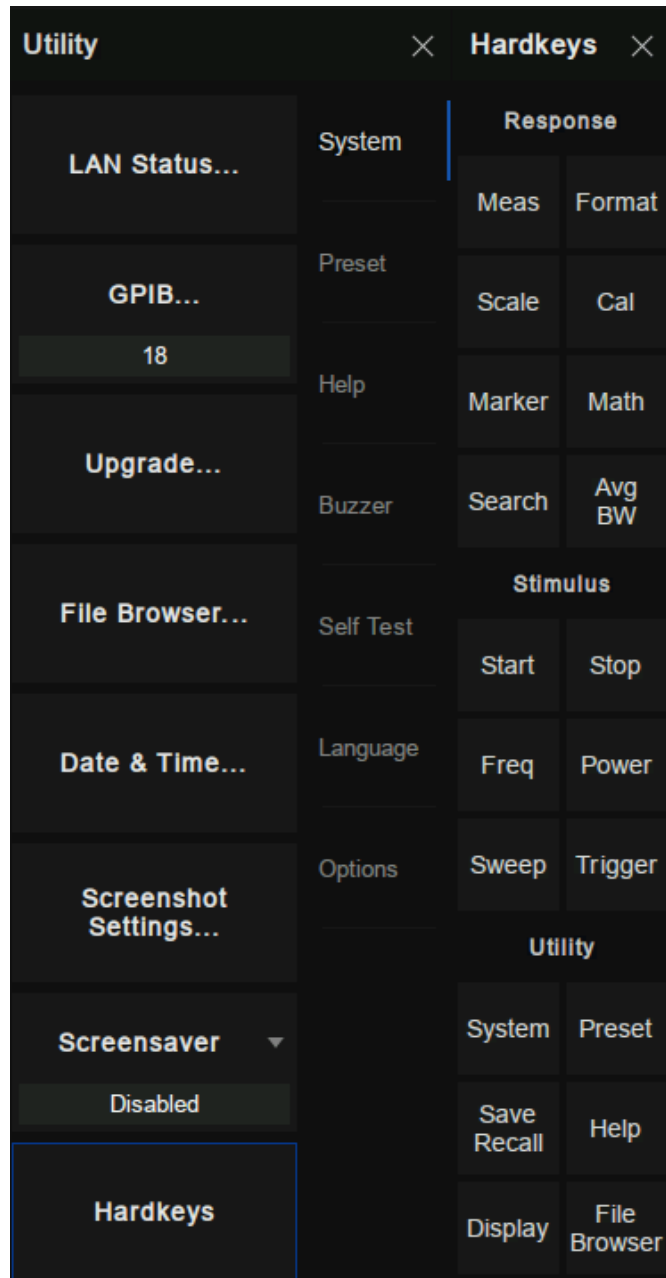 Utility
LAN Status...
GPIB...
18
Upgrade...
File Browser...
Date & Time...
Screenshot
Settings...
Screensaver
Disabled
Hardkeys
System
Preset
Help
Buzzer
Self Test
Language
Options
Hardkeys
Response
Meas Format
Scale Cal
Marker Math
Search
Avg
BW
Stimulus
Start Stop
Freq Power
Sweep Trigger
Utility
System Preset
Save
Recall
Help
Display
File
Browser